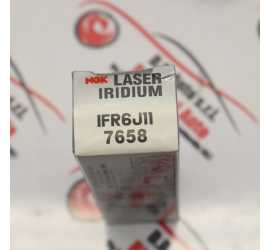 NGK LASER
IRIDIUM
IFR6J11
7658